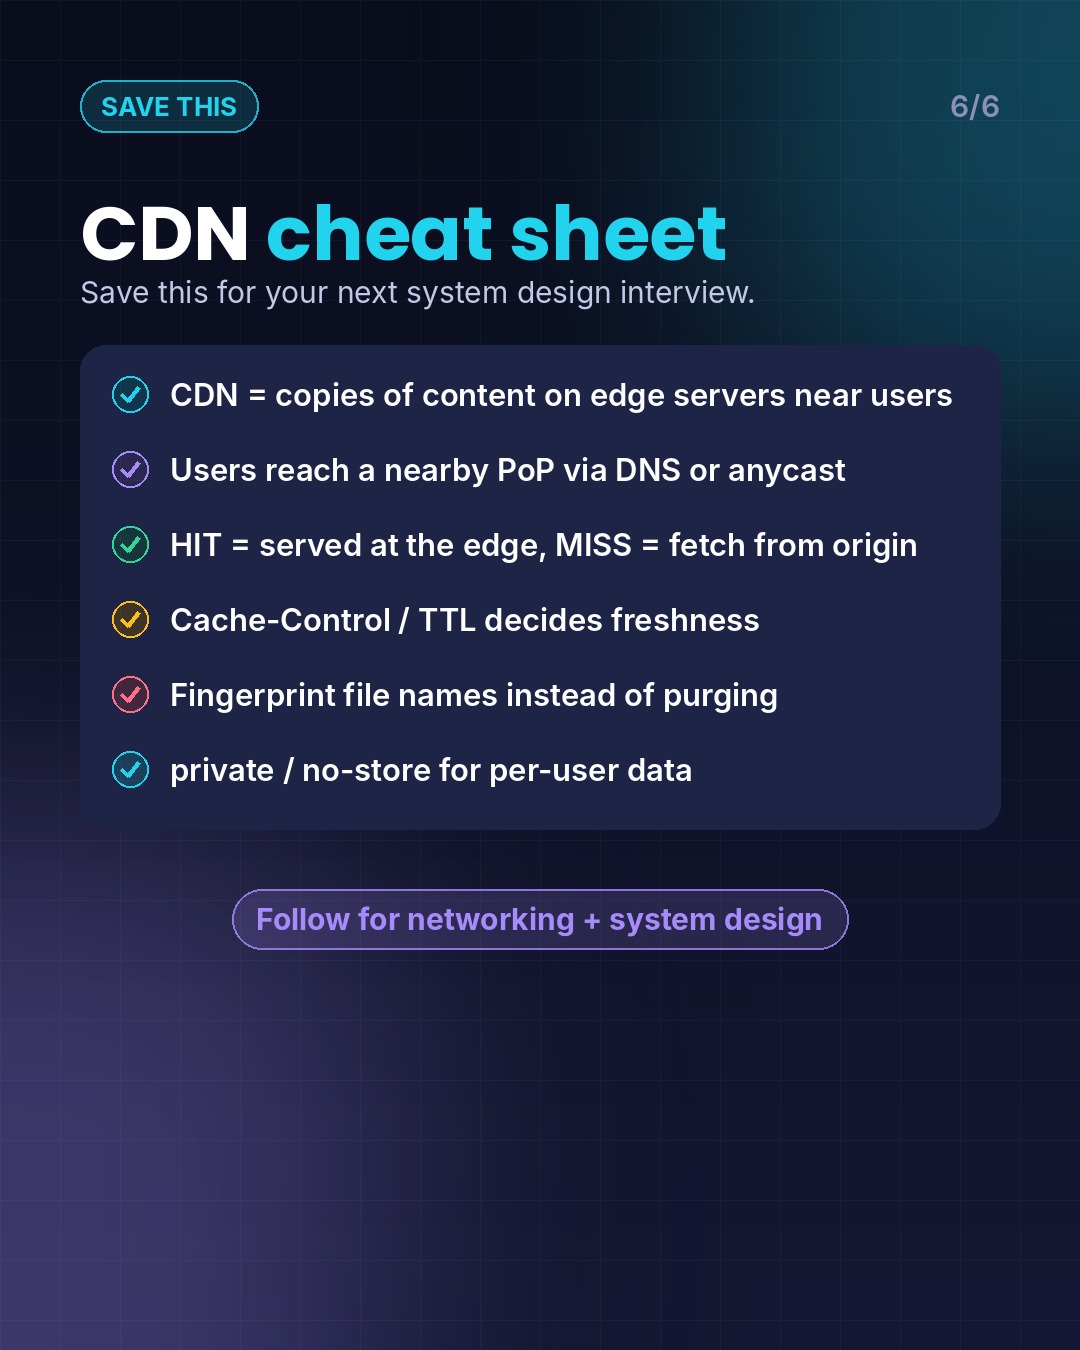 SAVE THIS
6/6
CDN cheat sheet
Save this for your next system design interview.
CDN = copies of content on edge servers near users
Users reach a nearby PoP via DNS or anycast
HIT = served at the edge, MISS = fetch from origin
Cache-Control / TTL decides freshness
Fingerprint file names instead of purging
private / no-store for per-user data
Follow for networking + system design